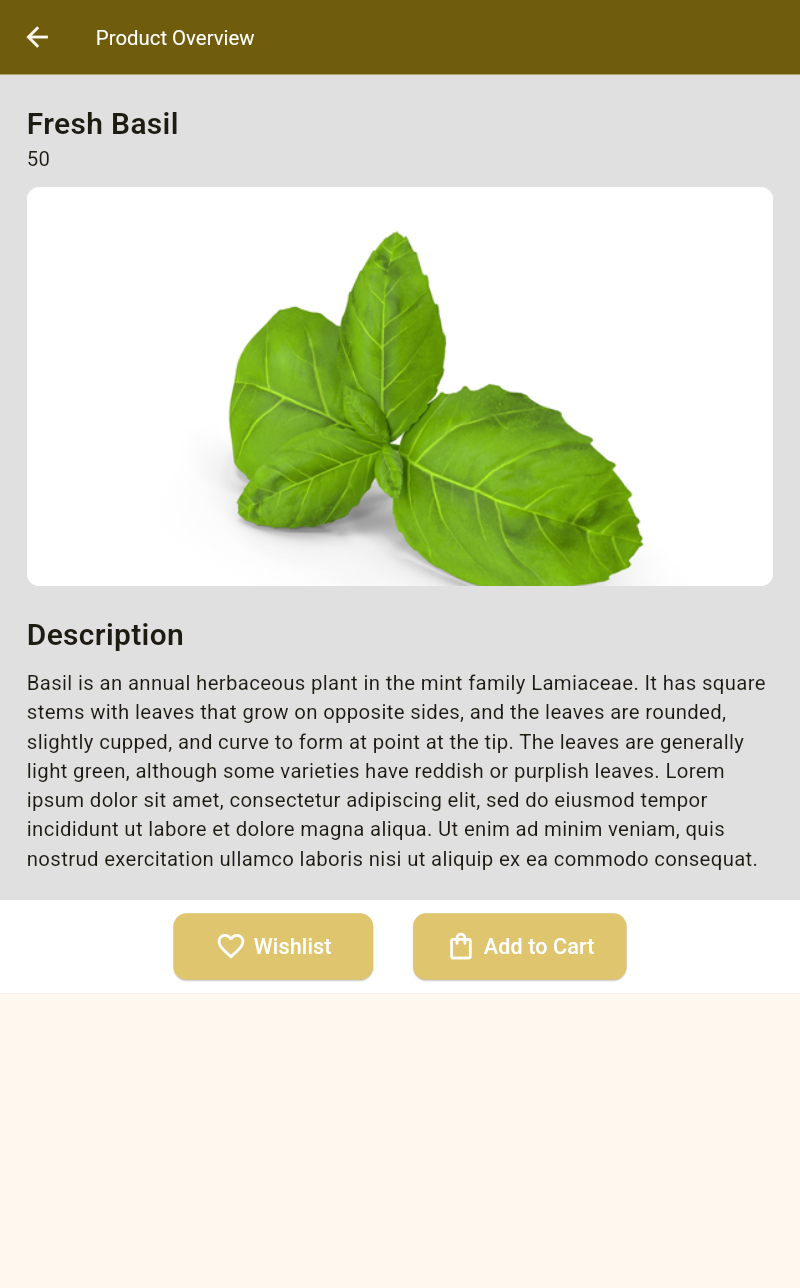 Product Overview
Fresh Basil
50
Description
Basil is an annual herbaceous plant in the mint family Lamiaceae. It has square
stems with leaves that grow on opposite sides, and the leaves are rounded,
slightly cupped, and curve to form at point at the tip. The leaves are generally
light green, although some varieties have reddish or purplish leaves. Lorem
ipsum dolor sit amet, consectetur adipiscing elit, sed do eiusmod tempor
incididunt ut labore et dolore magna aliqua. Ut enim ad minim veniam, quis
nostrud exercitation ullamco laboris nisi ut aliquip ex ea commodo consequat.
Wishlist
Add to Cart